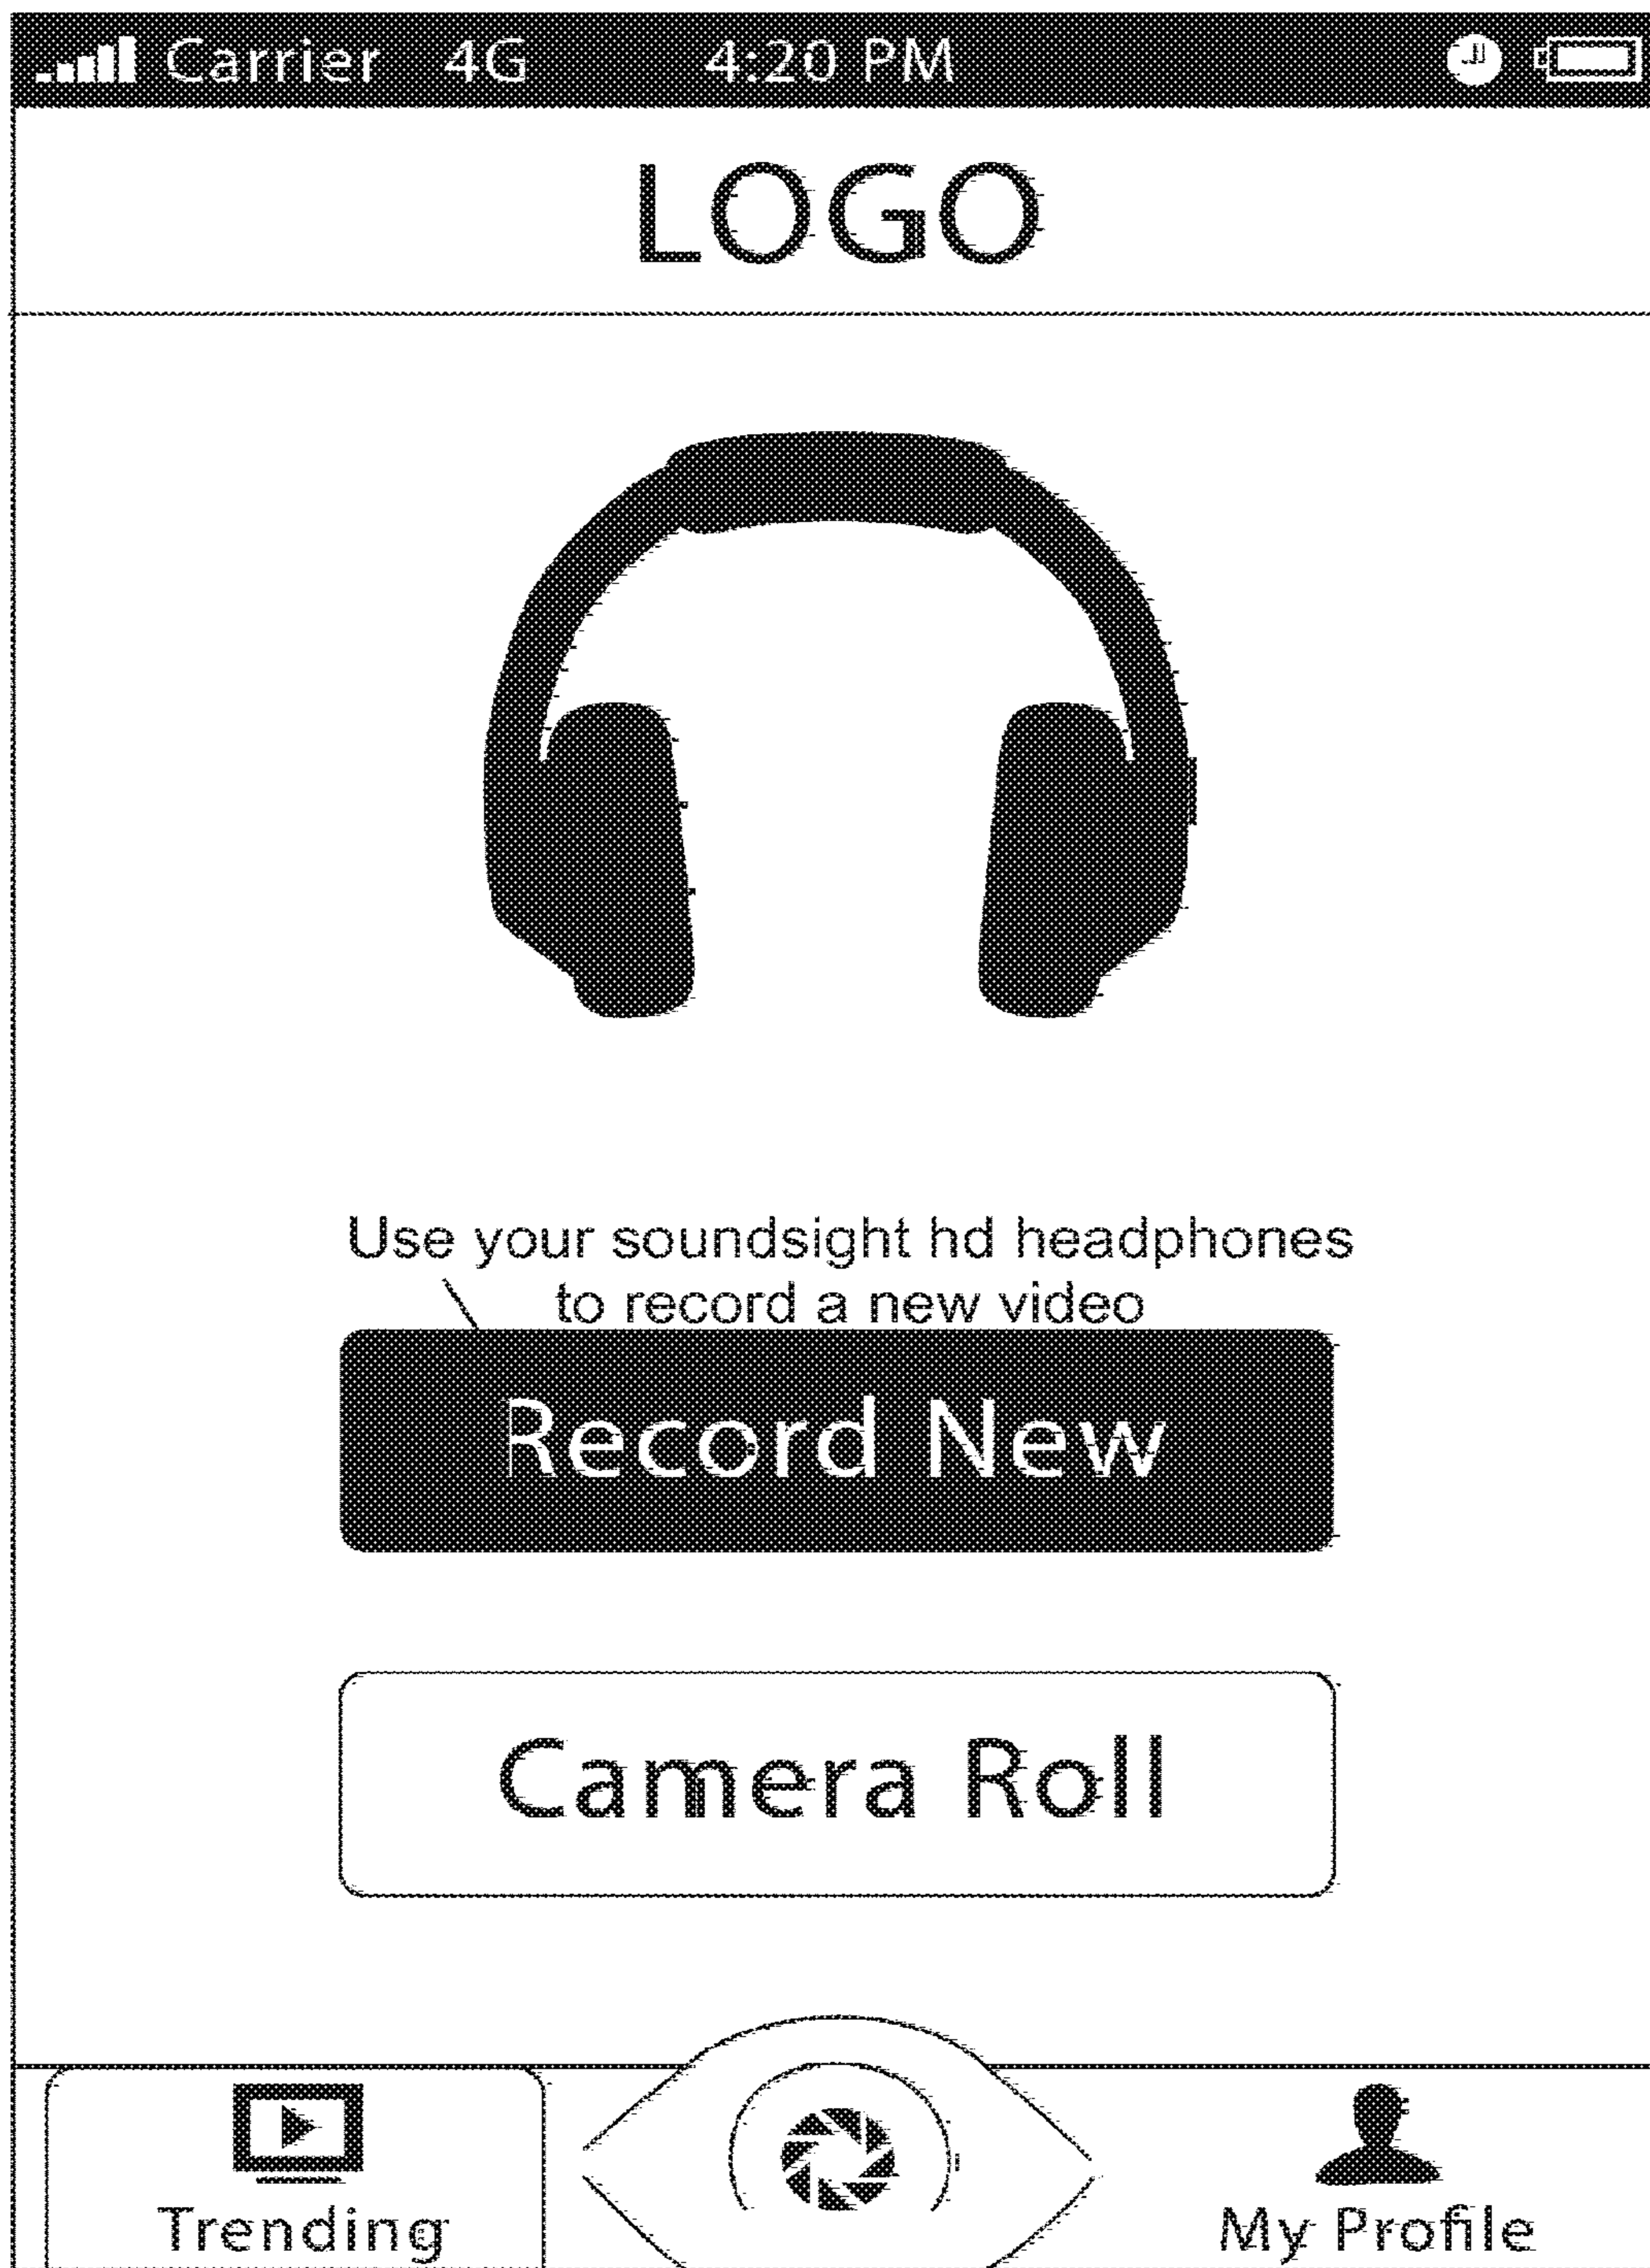 Carrier 4G 4:20 PM
LOGO
Use your soundsight hd headphones
to record a new video
Record New
Camera Roll
Trending
My Profile